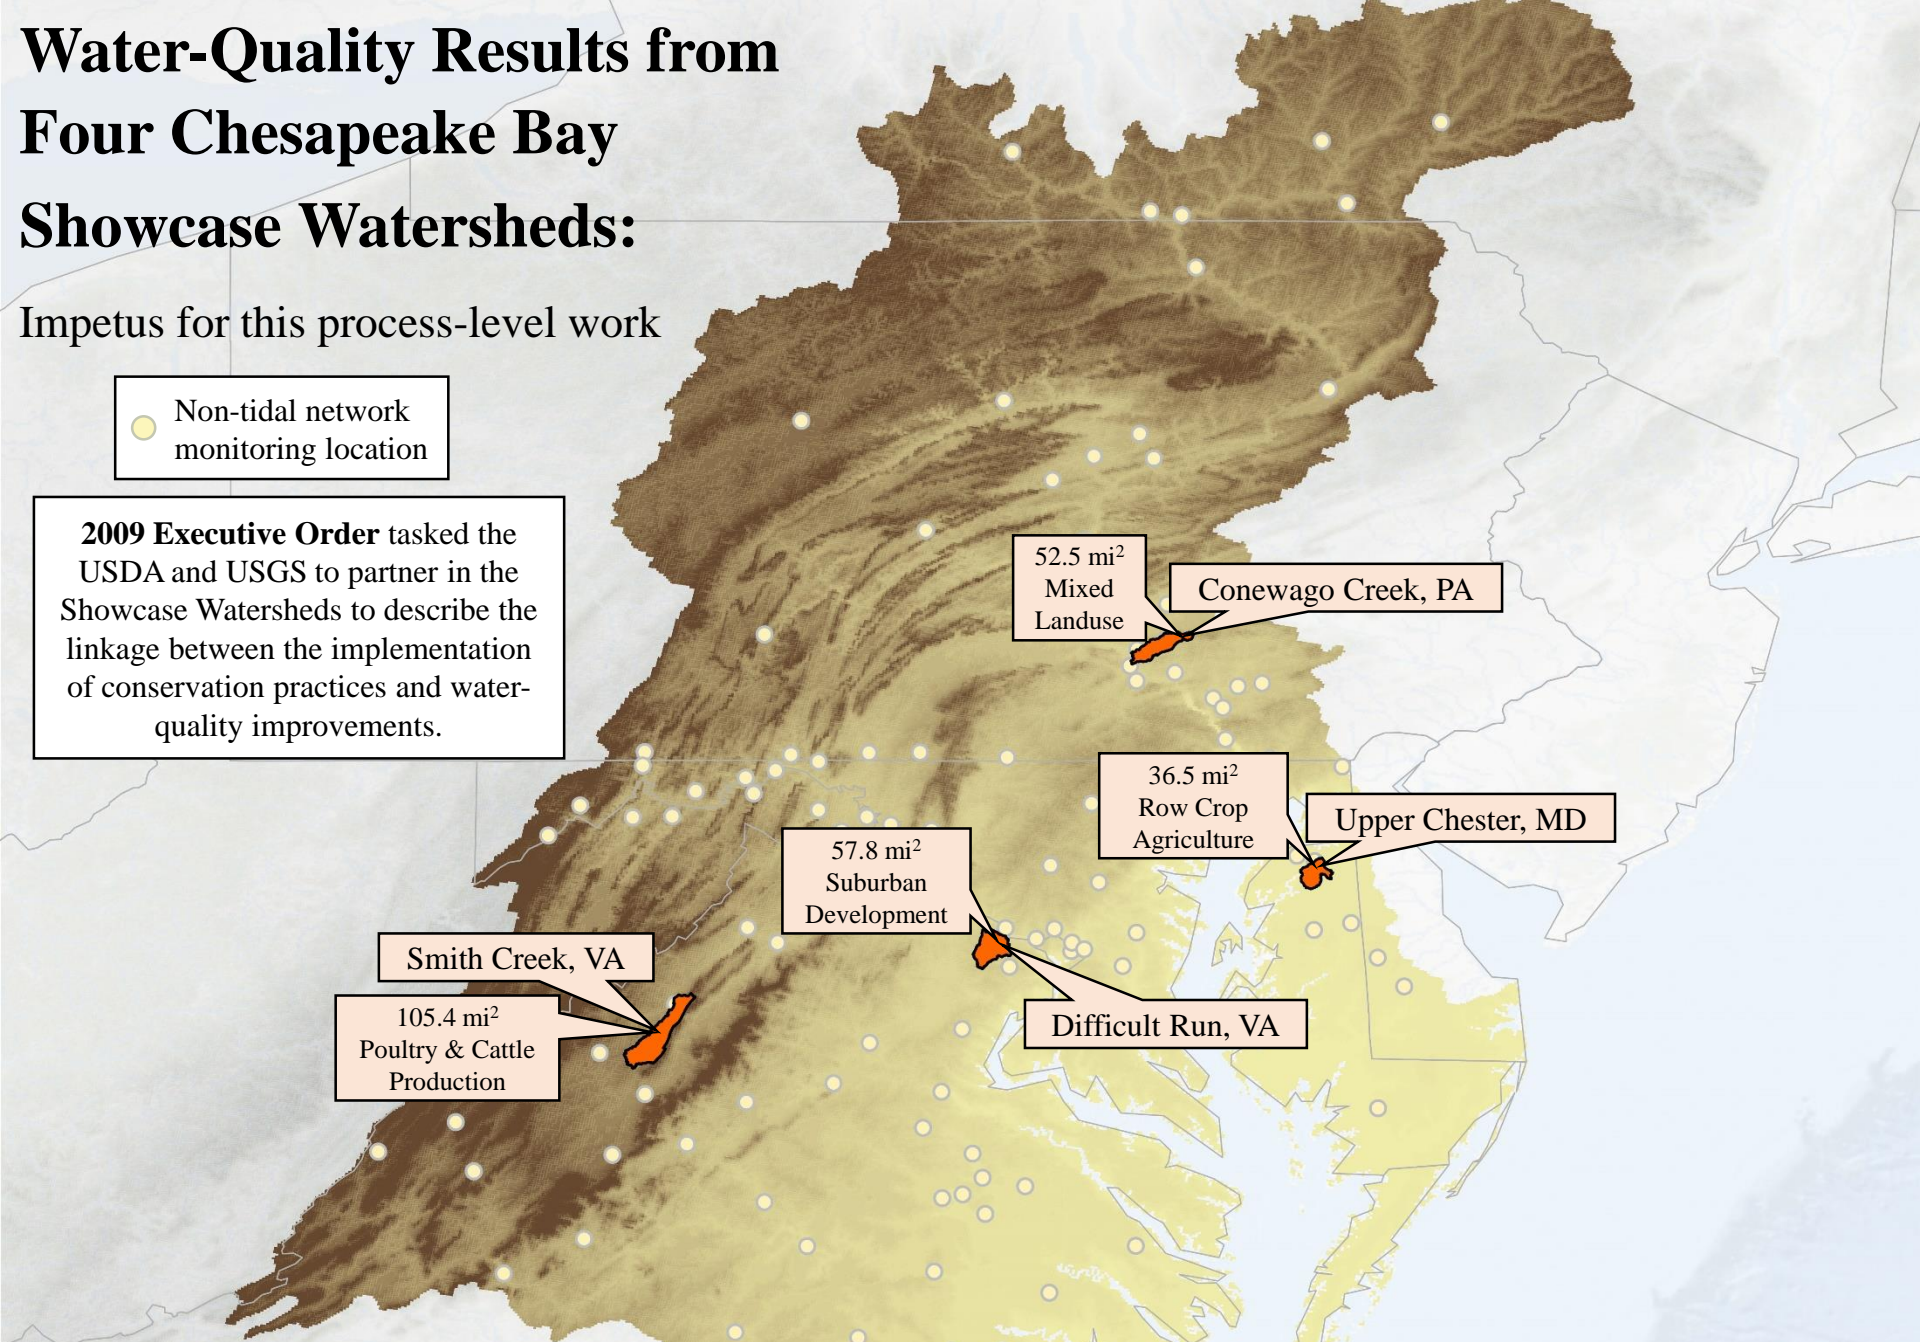 Water-Quality Results from
Four Chesapeake Bay
Showcase Watersheds:
Impetus for this process-level work
Non-tidal network
monitoring location
2009 Executive Order tasked the
USDA and USGS to partner in the
Showcase Watersheds to describe the
linkage between the implementation
of conservation practices and water-
quality improvements.
52.5 mi²
Mixed
Landuse
Conewago Creek, PA
36.5 mi²
Row Crop
Agriculture
Upper Chester, MD
57.8 mi²
Suburban
Development
Difficult Run, VA
Smith Creek, VA
105.4 mi²
Poultry & Cattle
Production